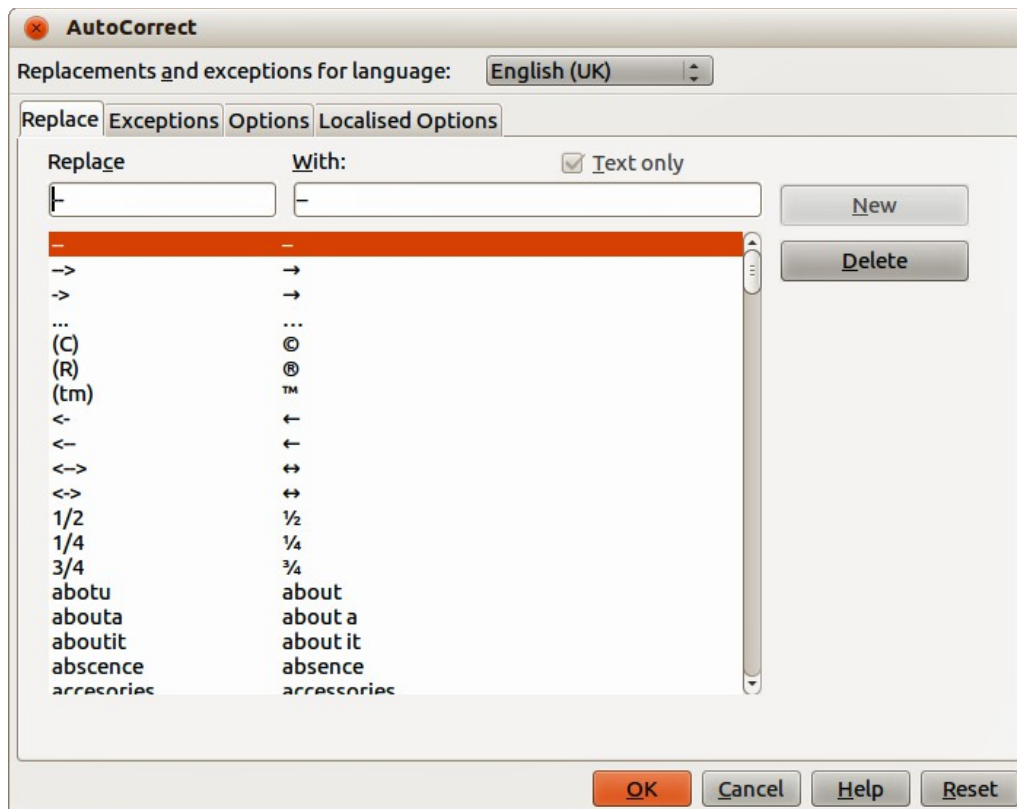 AutoCorrect
Replacements and exceptions for language: English (UK)
Replace Exceptions Options Localised Options
Replace With: Text only
-- – New
-- – Delete
--> →
-> →
... …
(C) ©
(R) ®
(tm) ™
<- ←
<-- ←
<--> ↔
<-> ↔
1/2 ½
1/4 ¼
3/4 ¾
abotu about
abouta about a
aboutit about it
abscence absence
accesories accessories
OK Cancel Help Reset